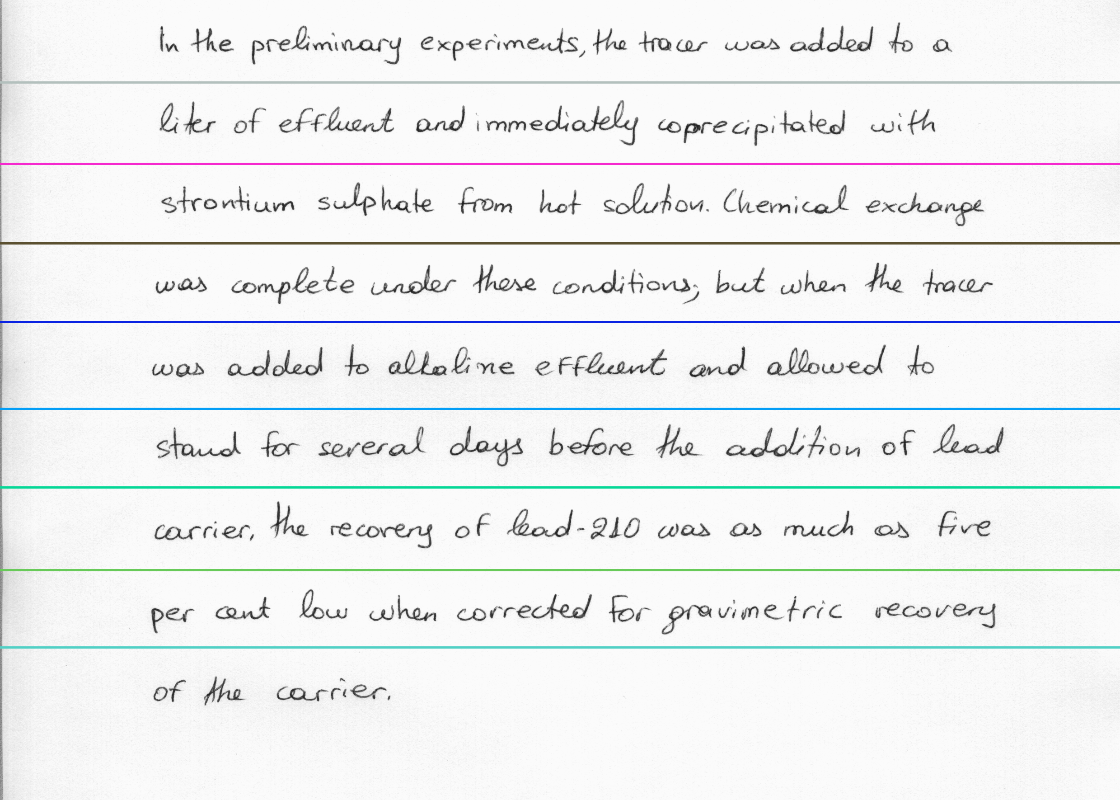 In the preliminary experiments, the tracer was added to a
liter of effluent and immediately coprecipitated with
strontium sulphate from hot solution. Chemical exchange
was complete under these conditions; but when the tracer
was added to alkaline effluent and allowed to
stand for several days before the addition of lead
carrier, the recovery of lead-210 was as much as five
per cent low when corrected for gravimetric recovery
of the carrier.